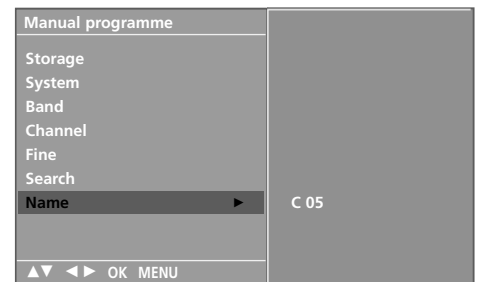 Manual programme
Storage
System
Band
Channel
Fine
Search
Name ► C 05
▲▼ ◄► OK MENU